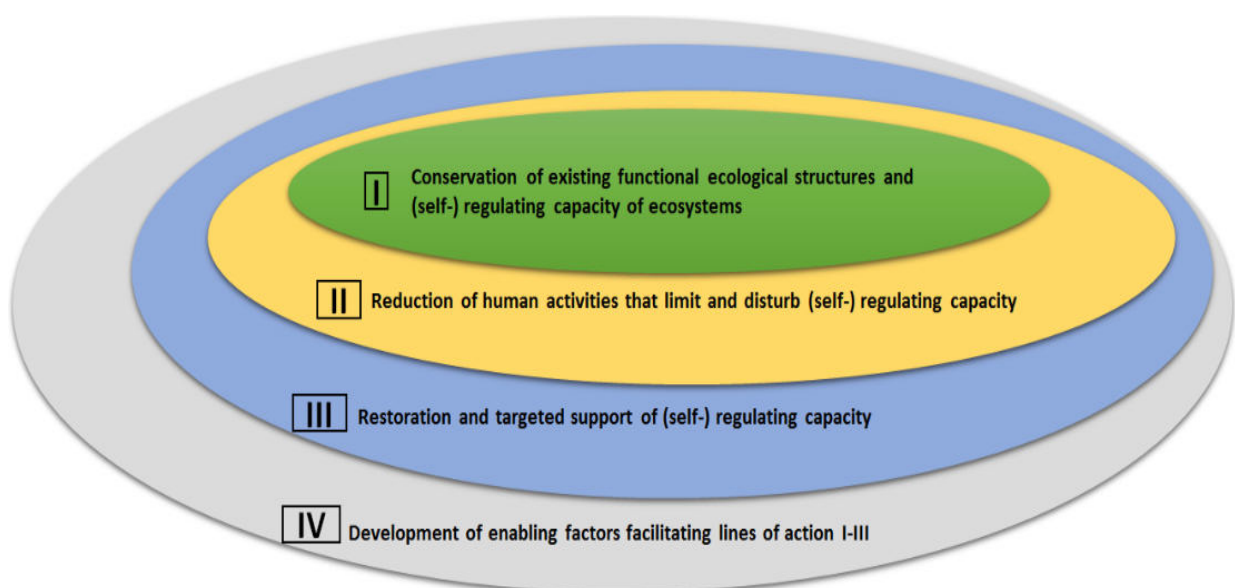 I Conservation of existing functional ecological structures and
(self-) regulating capacity of ecosystems
II Reduction of human activities that limit and disturb (self-) regulating capacity
III Restoration and targeted support of (self-) regulating capacity
IV Development of enabling factors facilitating lines of action I-III